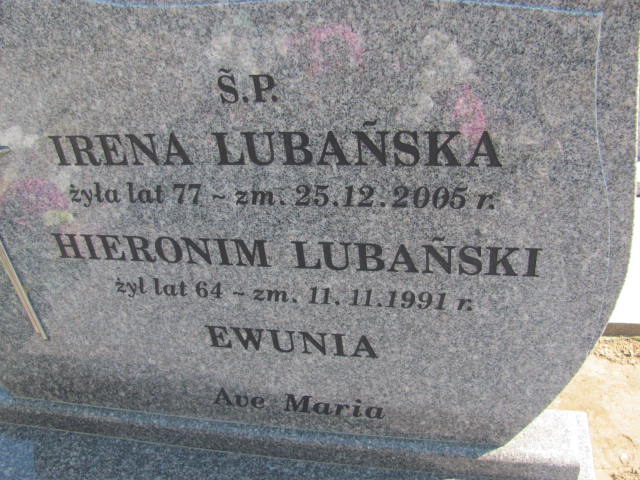 Ś.P.
IRENA LUBAŃSKA
żyła lat 77 ~ zm. 25.12.2005 r.
HIERONIM LUBAŃSKI
żył lat 64 ~ zm. 11.11.1991 r.
EWUNIA
Ave Maria